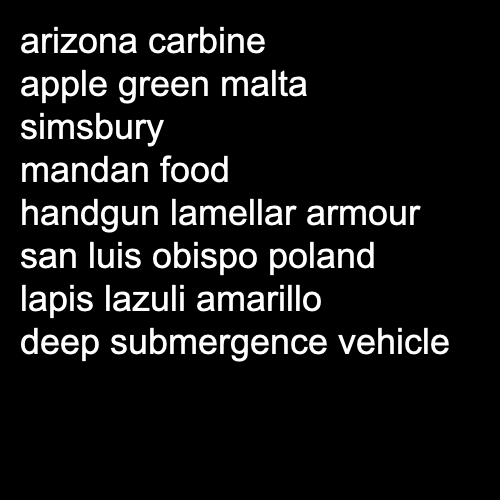 arizona carbine
apple green malta
simsbury
mandan food
handgun lamellar armour
san luis obispo poland
lapis lazuli amarillo
deep submergence vehicle